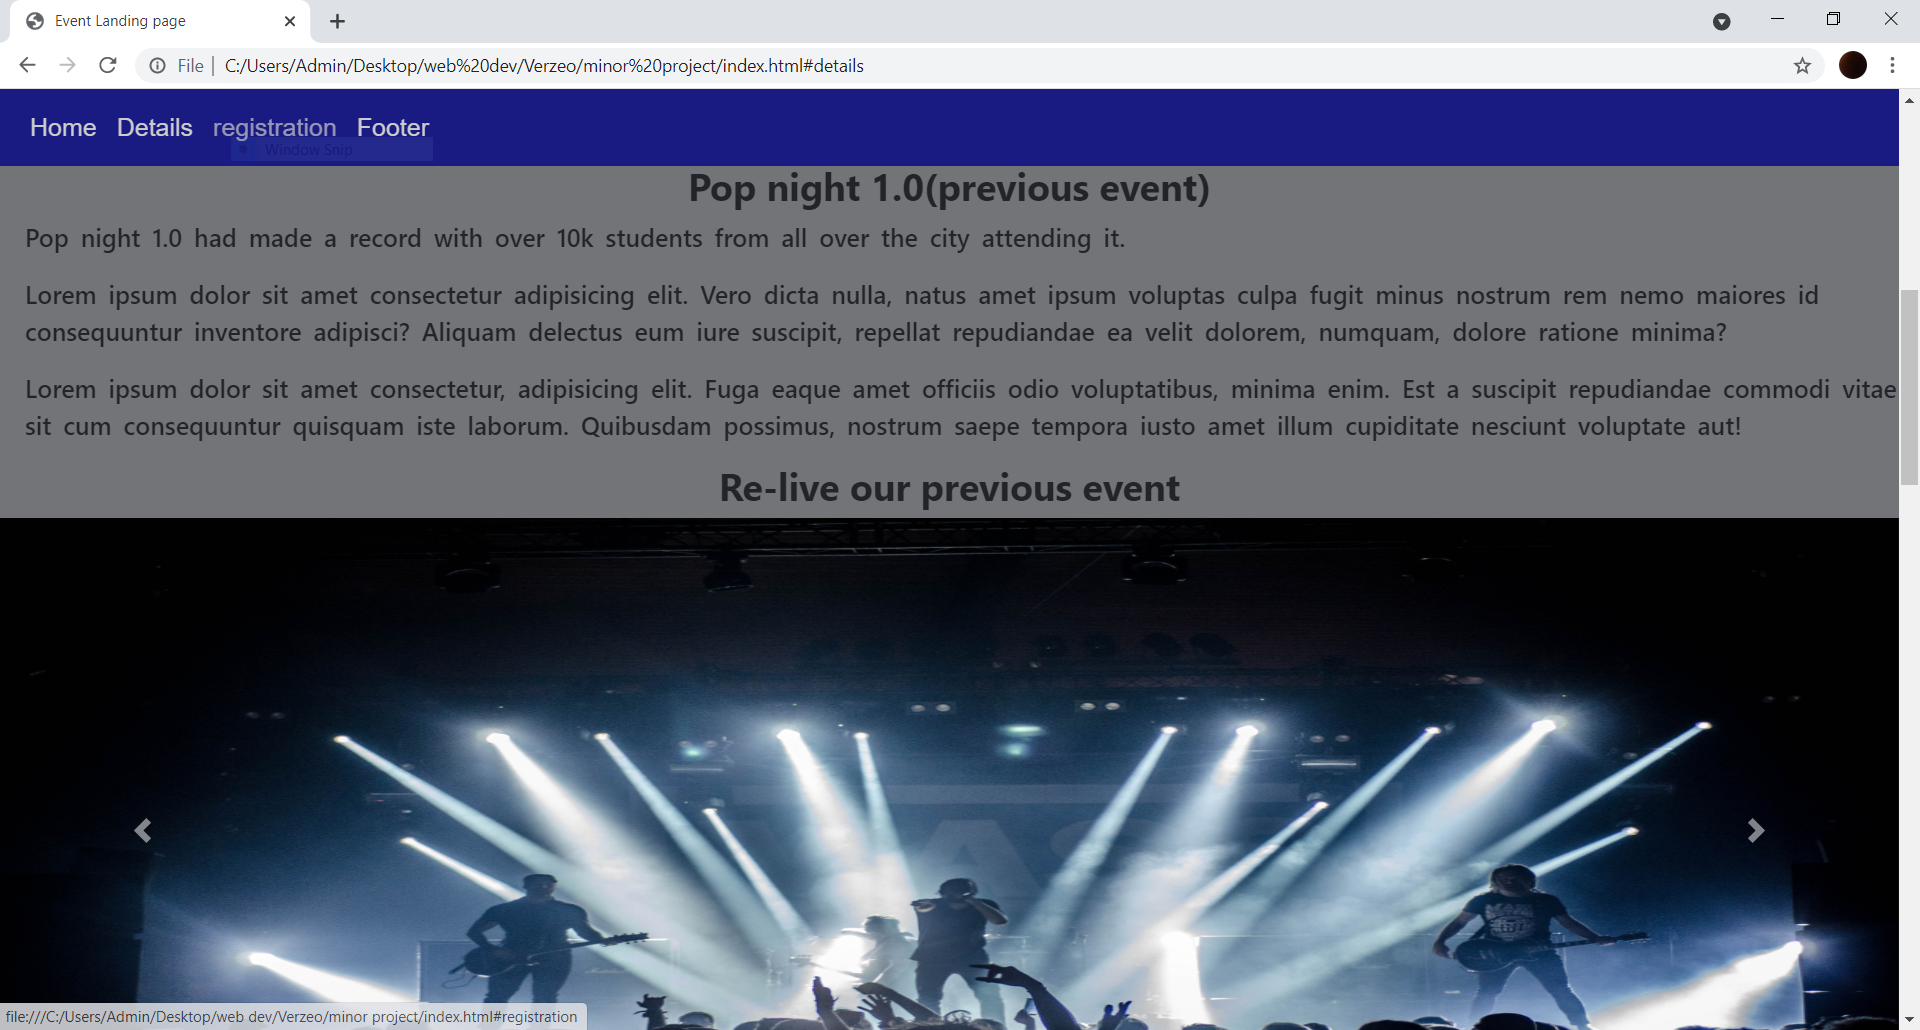 Event Landing page
File | C:/Users/Admin/Desktop/web%20dev/Verzeo/minor%20project/index.html#details
Home Details registration Footer
Window Snip
Pop night 1.0(previous event)
Pop night 1.0 had made a record with over 10k students from all over the city attending it.
Lorem ipsum dolor sit amet consectetur adipisicing elit. Vero dicta nulla, natus amet ipsum voluptas culpa fugit minus nostrum rem nemo maiores id
consequuntur inventore adipisci? Aliquam delectus eum iure suscipit, repellat repudiandae ea velit dolorem, numquam, dolore ratione minima?
Lorem ipsum dolor sit amet consectetur, adipisicing elit. Fuga eaque amet officiis odio voluptatibus, minima enim. Est a suscipit repudiandae commodi vitae
sit cum consequuntur quisquam iste laborum. Quibusdam possimus, nostrum saepe tempora iusto amet illum cupiditate nesciunt voluptate aut!
Re-live our previous event
file:///C:/Users/Admin/Desktop/web dev/Verzeo/minor project/index.html#registration